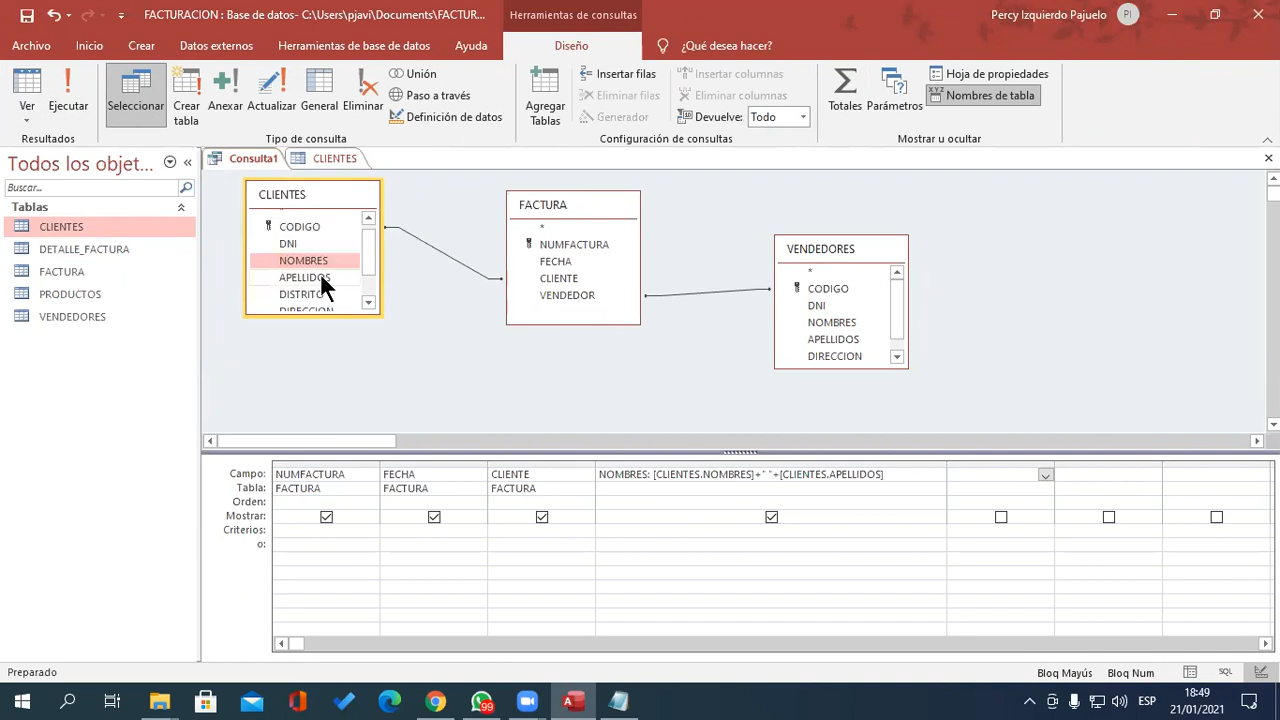 FACTURACION : Base de datos- C:\Users\pjavi\Documents\FACTUR...
Herramientas de consultas
Percy Izquierdo Pajuelo
PI
Archivo
Inicio
Crear
Datos externos
Herramientas de base de datos
Ayuda
Diseño
¿Qué desea hacer?
Ver
Ejecutar
Seleccionar
Crear tabla
Anexar
Actualizar
General
Eliminar
Unión
Paso a través
Definición de datos
Agregar Tablas
Insertar filas
Eliminar filas
Generador
Insertar columnas
Eliminar columnas
Devuelve: Todo
Totales
Parámetros
Hoja de propiedades
Nombres de tabla
Resultados
Tipo de consulta
Configuración de consultas
Mostrar u ocultar
Todos los objet...
Buscar...
Tablas
CLIENTES
DETALLE_FACTURA
FACTURA
PRODUCTOS
VENDEDORES
Consulta1
CLIENTES
CLIENTES
CODIGO
DNI
NOMBRES
APELLIDOS
DISTRITO
DIRECCION
FACTURA
*
NUMFACTURA
FECHA
CLIENTE
VENDEDOR
VENDEDORES
*
CODIGO
DNI
NOMBRES
APELLIDOS
DIRECCION
Campo: NUMFACTURA FECHA CLIENTE NOMBRES: [CLIENTES.NOMBRES]+" "+[CLIENTES.APELLIDOS]
Tabla: FACTURA FACTURA FACTURA
Orden:
Mostrar:
Criterios:
o:
Preparado
Bloq Mayús
Bloq Num
SQL
99
ESP
18:49
21/01/2021